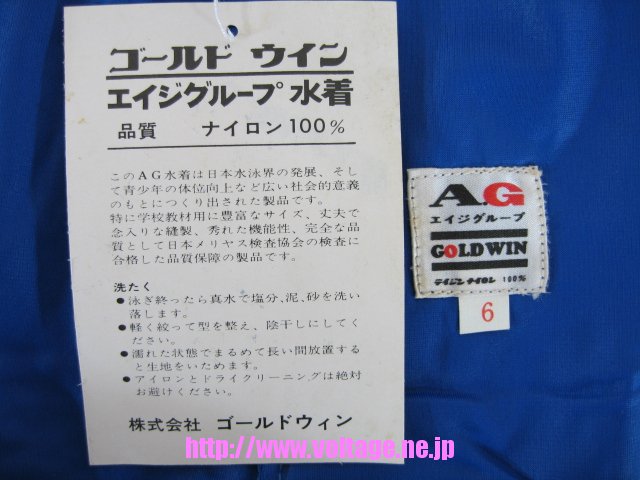 ゴールド ウイン
エイジグループ 水着
品質 ナイロン 100%
このAG水着は日本水泳界の発展、そし
て青少年の体位向上など広い社会的意義
のもとにつくり出された製品です。
特に学校教材用に豊富なサイズ、丈夫で
念入りな縫製、秀れた機能性、完全な品
質として日本メリヤス検査協会の検査に
合格した品質保障の製品です。
洗たく
●泳ぎ終ったら真水で塩分、泥、砂を洗い
落します。
●軽く絞って型を整え、陰干しにしてく
ださい。
●濡れた状態でまるめて長い間放置する
と生地をいためます。
●アイロンとドライクリーニングは絶対
お避けください。
株式会社 ゴールドウィン
A.G
エイジグループ
GOLDWIN
テイジンナイロン 100%
6
http://www.voltage.ne.jp